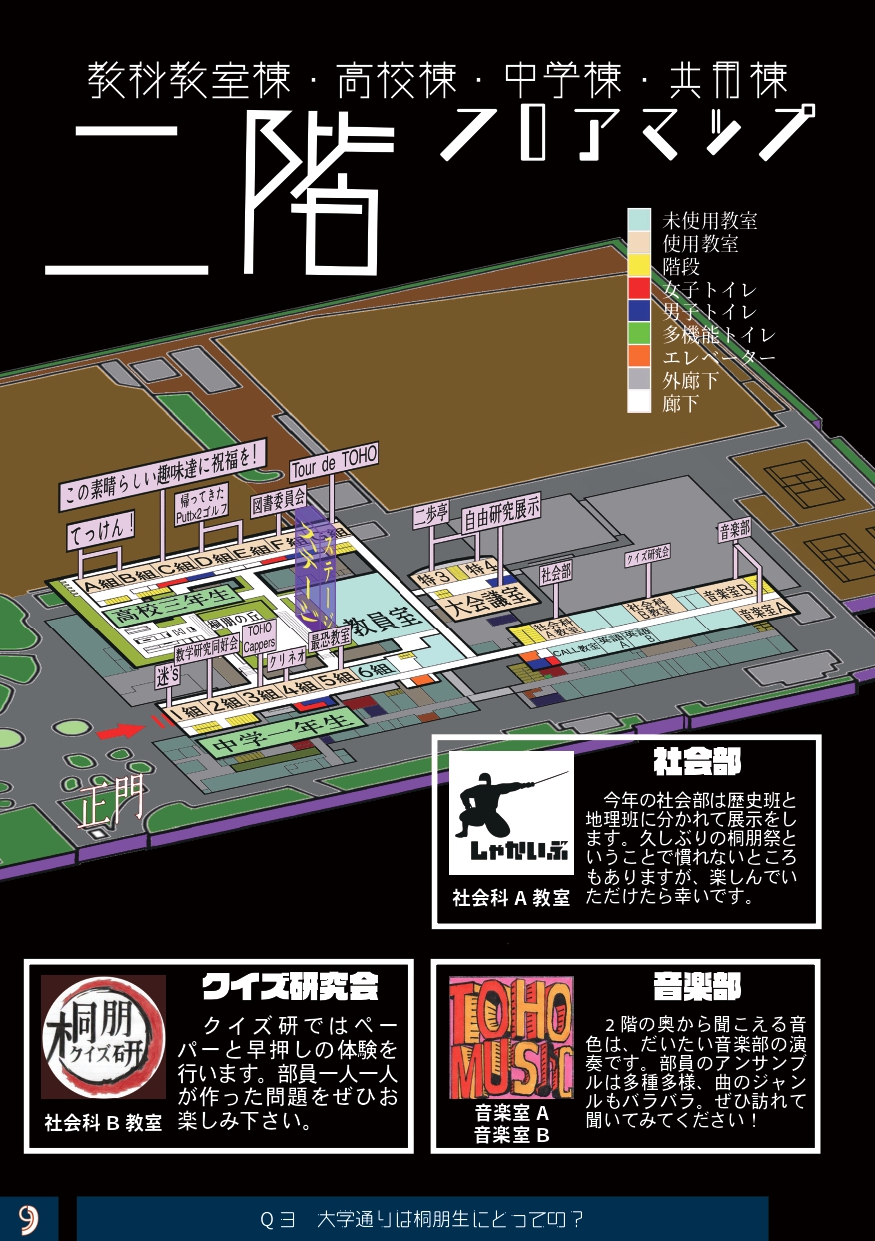 教科教室棟・高校棟・中学棟・共用棟
二階 フロアマップ
未使用教室
使用教室
階段
女子トイレ
男子トイレ
多機能トイレ
エレベーター
外廊下
廊下
この素晴らしい趣味達に祝福を！
帰ってきた
Puttx2ゴルフ
図書委員会
Tour de TOHO
てっけん！
二歩亭
自由研究展示
社会部
クイズ研究会
音楽部
A組 B組 C組 D組 E組 F組
高校三年生
ステージ
教員室
特3 特4
大会議室
社会科
A教室
社会科
B教室
音楽室B
音楽室A
CALL教室
英語
A
英語
B
迷's
数学研究同好会
TOHO
Cappers
クリネオ
最恐教室
1組 2組 3組 4組 5組 6組
中学一年生
正門
社会部
今年の社会部は歴史班と
地理班に分かれて展示をし
ます。久しぶりの桐朋祭と
いうことで慣れないところ
もありますが、楽しんでい
ただけたら幸いです。
しゃかいぶ
社会科 A 教室
クイズ研究会
クイズ研ではペー
パーと早押しの体験を
行います。部員一人一人
が作った問題をぜひお
楽しみ下さい。
桐朋
クイズ研
社会科 B 教室
音楽部
2 階の奥から聞こえる音
色は、だいたい音楽部の演
奏です。部員のアンサンブ
ルは多種多様、曲のジャン
ルもバラバラ。ぜひ訪れて
聞いてみてください！
TOHO
MUSIC
音楽室 A
音楽室 B
9
Q3 大学通りは桐朋生にとっての？